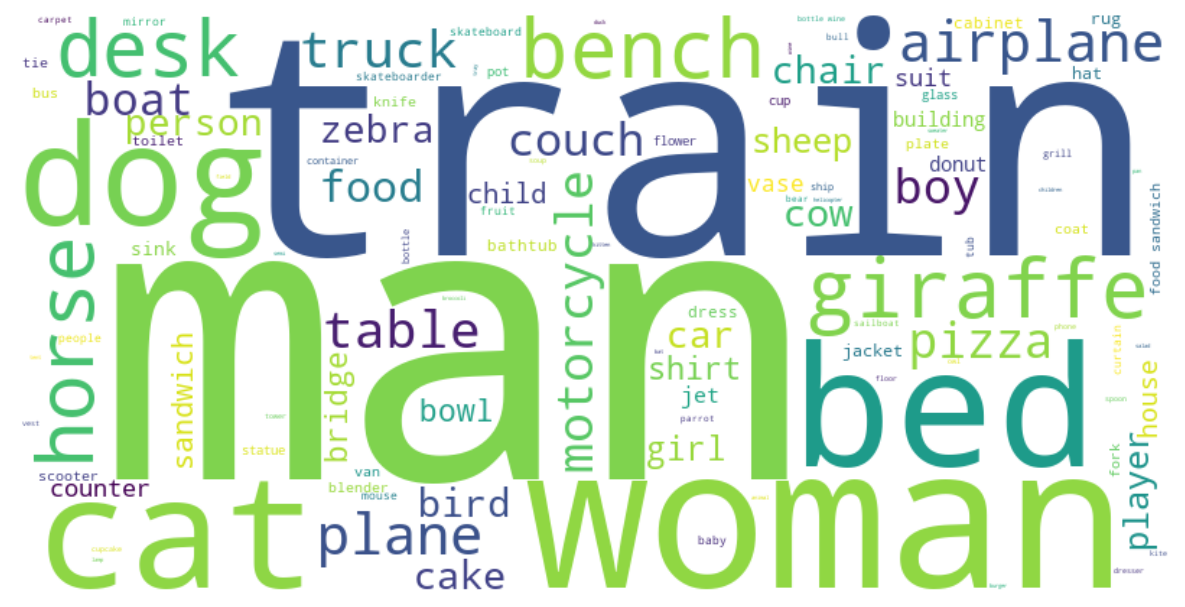 carpet
mirror
skateboard
bottle wine
cabinet
rug
desk
truck
bench
bull
airplane
tie
skateboarder
pot
chair
suit
hat
bus
boat
knife
cup
glass
train
person
toilet
zebra
couch
flower
sheep
building
plate
dog
container
food
child
fruit
vase
ship
donut
grill
boy
children
bear
helicopter
cow
coat
food sandwich
sink
bottle
bathtub
motorcycle
tub
horse
man
giraffe
people
sandwich
table
bridge
dress
car
sailboat
phone
pizza
jacket
curtain
shirt
bed
floor
jet
bowl
house
spoon
vest
tower
parrot
statue
girl
fork
player
scooter
counter
van
blender
mouse
cat
bird
woman
plane
baby
cupcake
cake
kite
dresser
burger